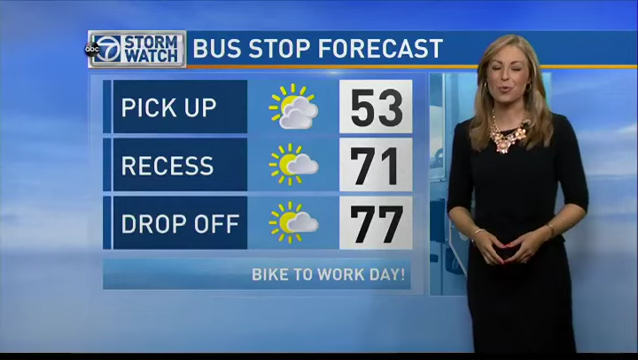 abc 7 STORM
WATCH
BUS STOP FORECAST
PICK UP 53
RECESS 71
DROP OFF 77
BIKE TO WORK DAY!